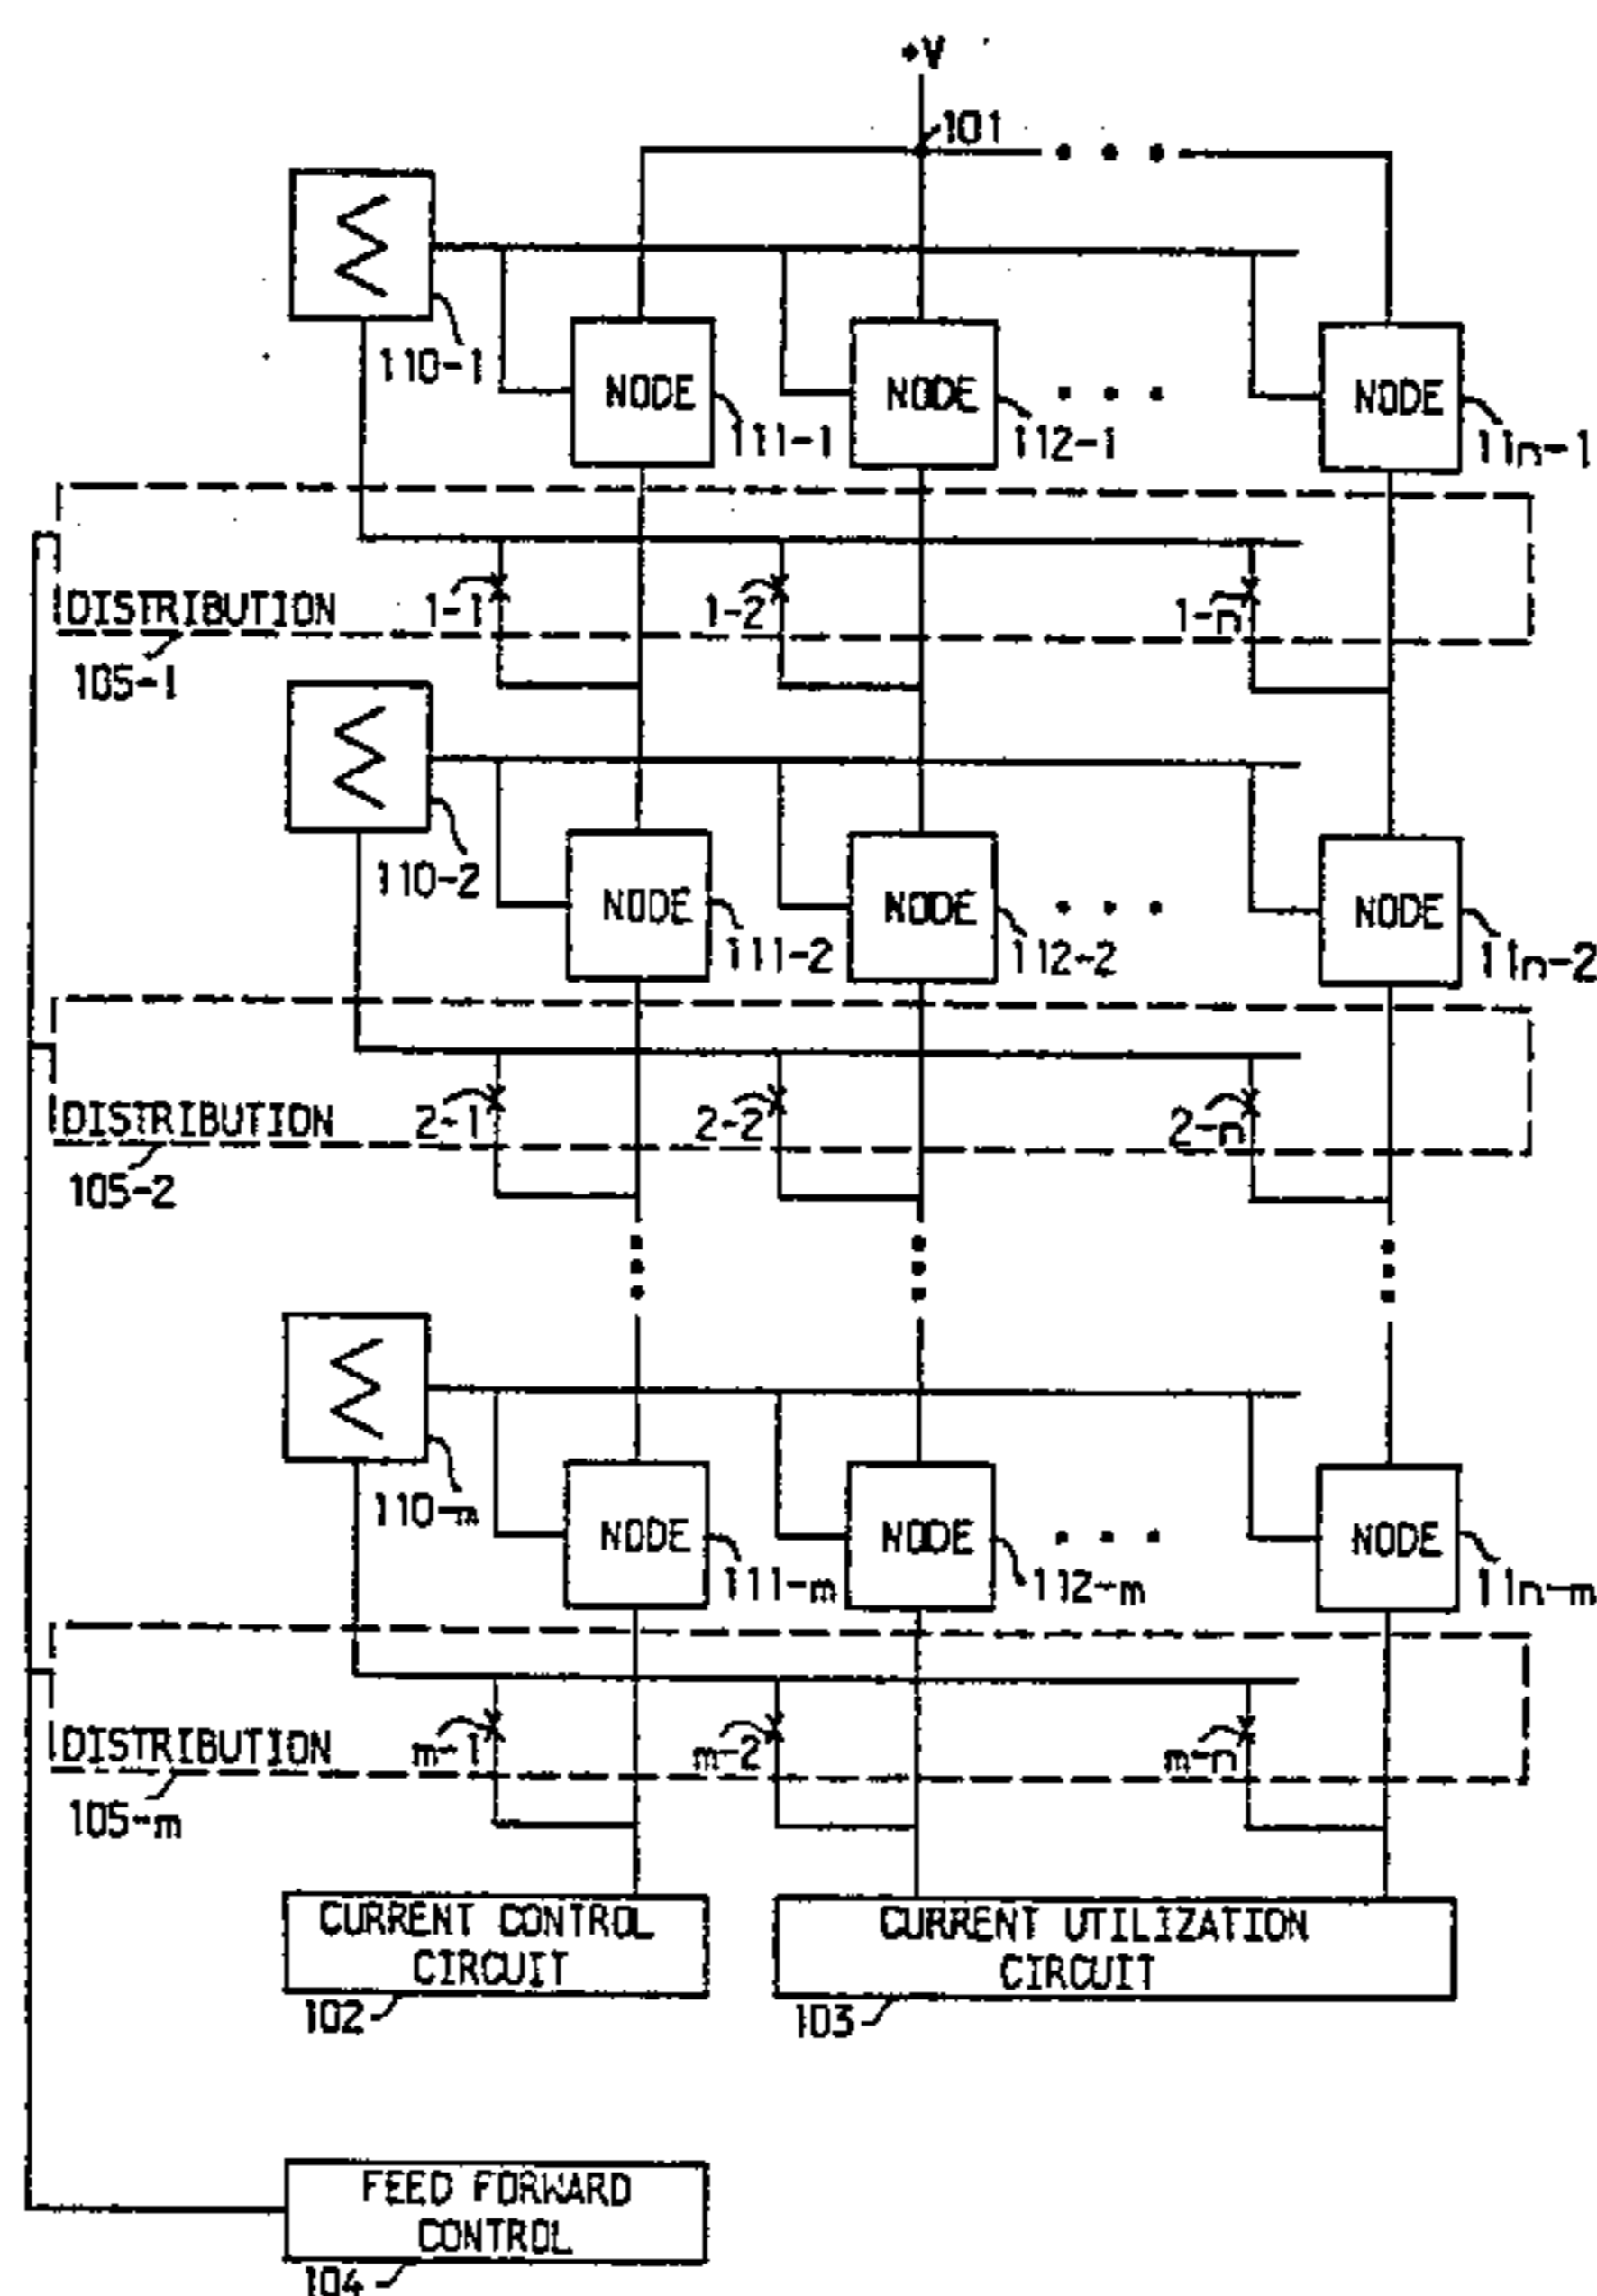 +V
101
110-1
NODE
NODE
NODE
111-1
112-1
11n-1
DISTRIBUTION
1-1
1-2
1-n
105-1
110-2
NODE
NODE
NODE
111-2
112-2
11n-2
DISTRIBUTION
2-1
2-2
2-n
105-2
110-m
NODE
NODE
NODE
111-m
112-m
11n-m
DISTRIBUTION
m-1
m-2
m-n
105-m
CURRENT CONTROL
CIRCUIT
CURRENT UTILIZATION
CIRCUIT
102
103
FEED FORWARD
CONTROL
104